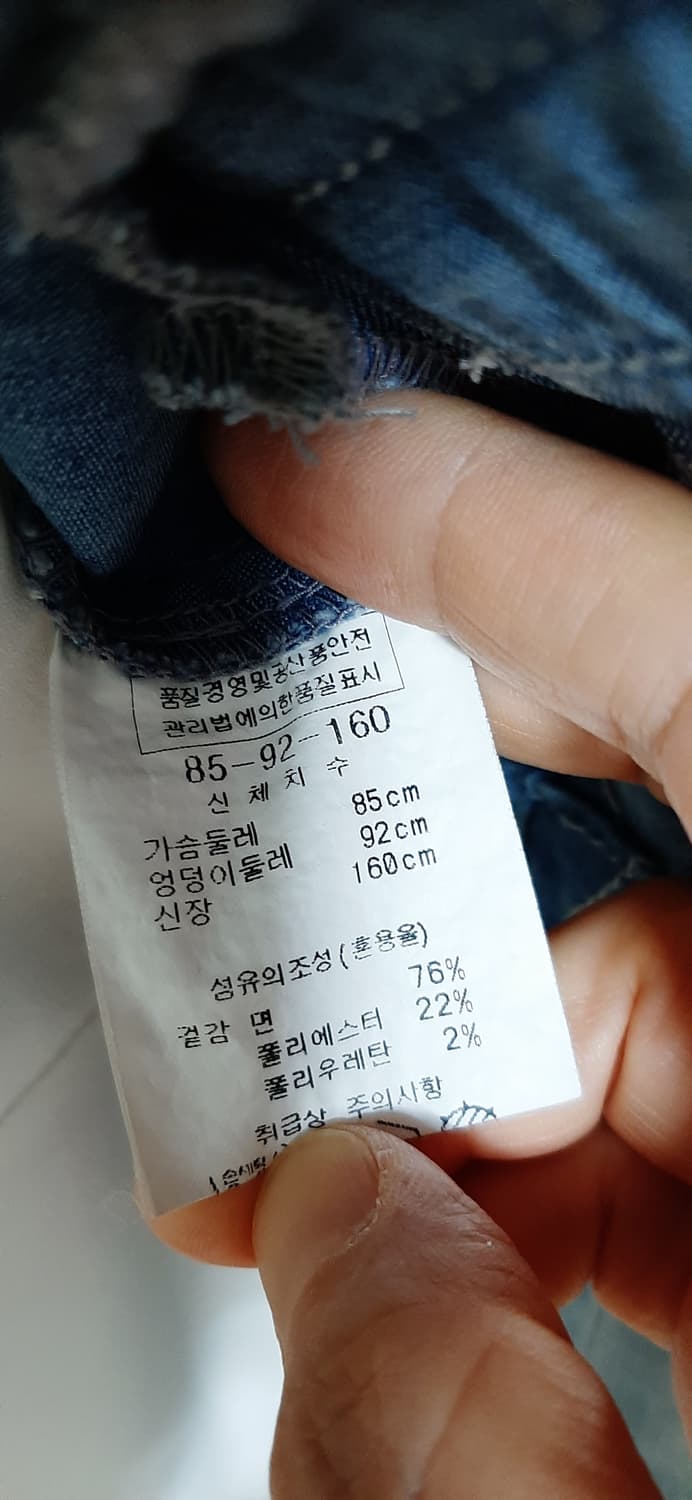 품질경영및공산품안전
관리법에의한품질표시
85-92-160
신 체 치 수
가슴둘레 85cm
엉덩이둘레 92cm
신장 160cm
섬유의조성(혼용율)
겉감 면 76%
폴리에스터 22%
폴리우레탄 2%
취급상 주의사항